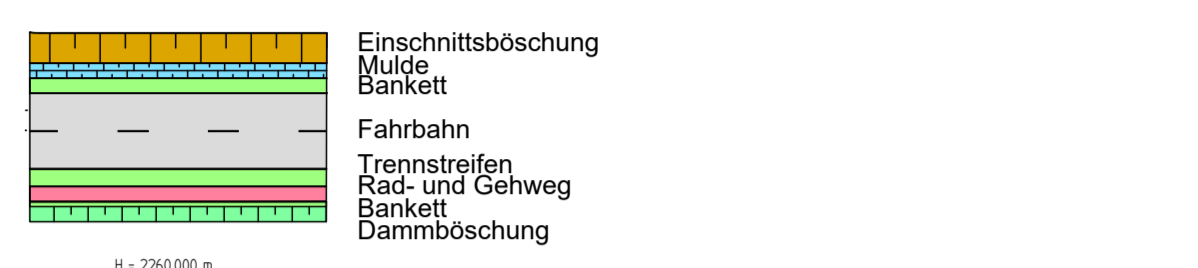 Einschnittsböschung
Mulde
Bankett
Fahrbahn
Trennstreifen
Rad- und Gehweg
Bankett
Dammböschung
H = 2260.000 m